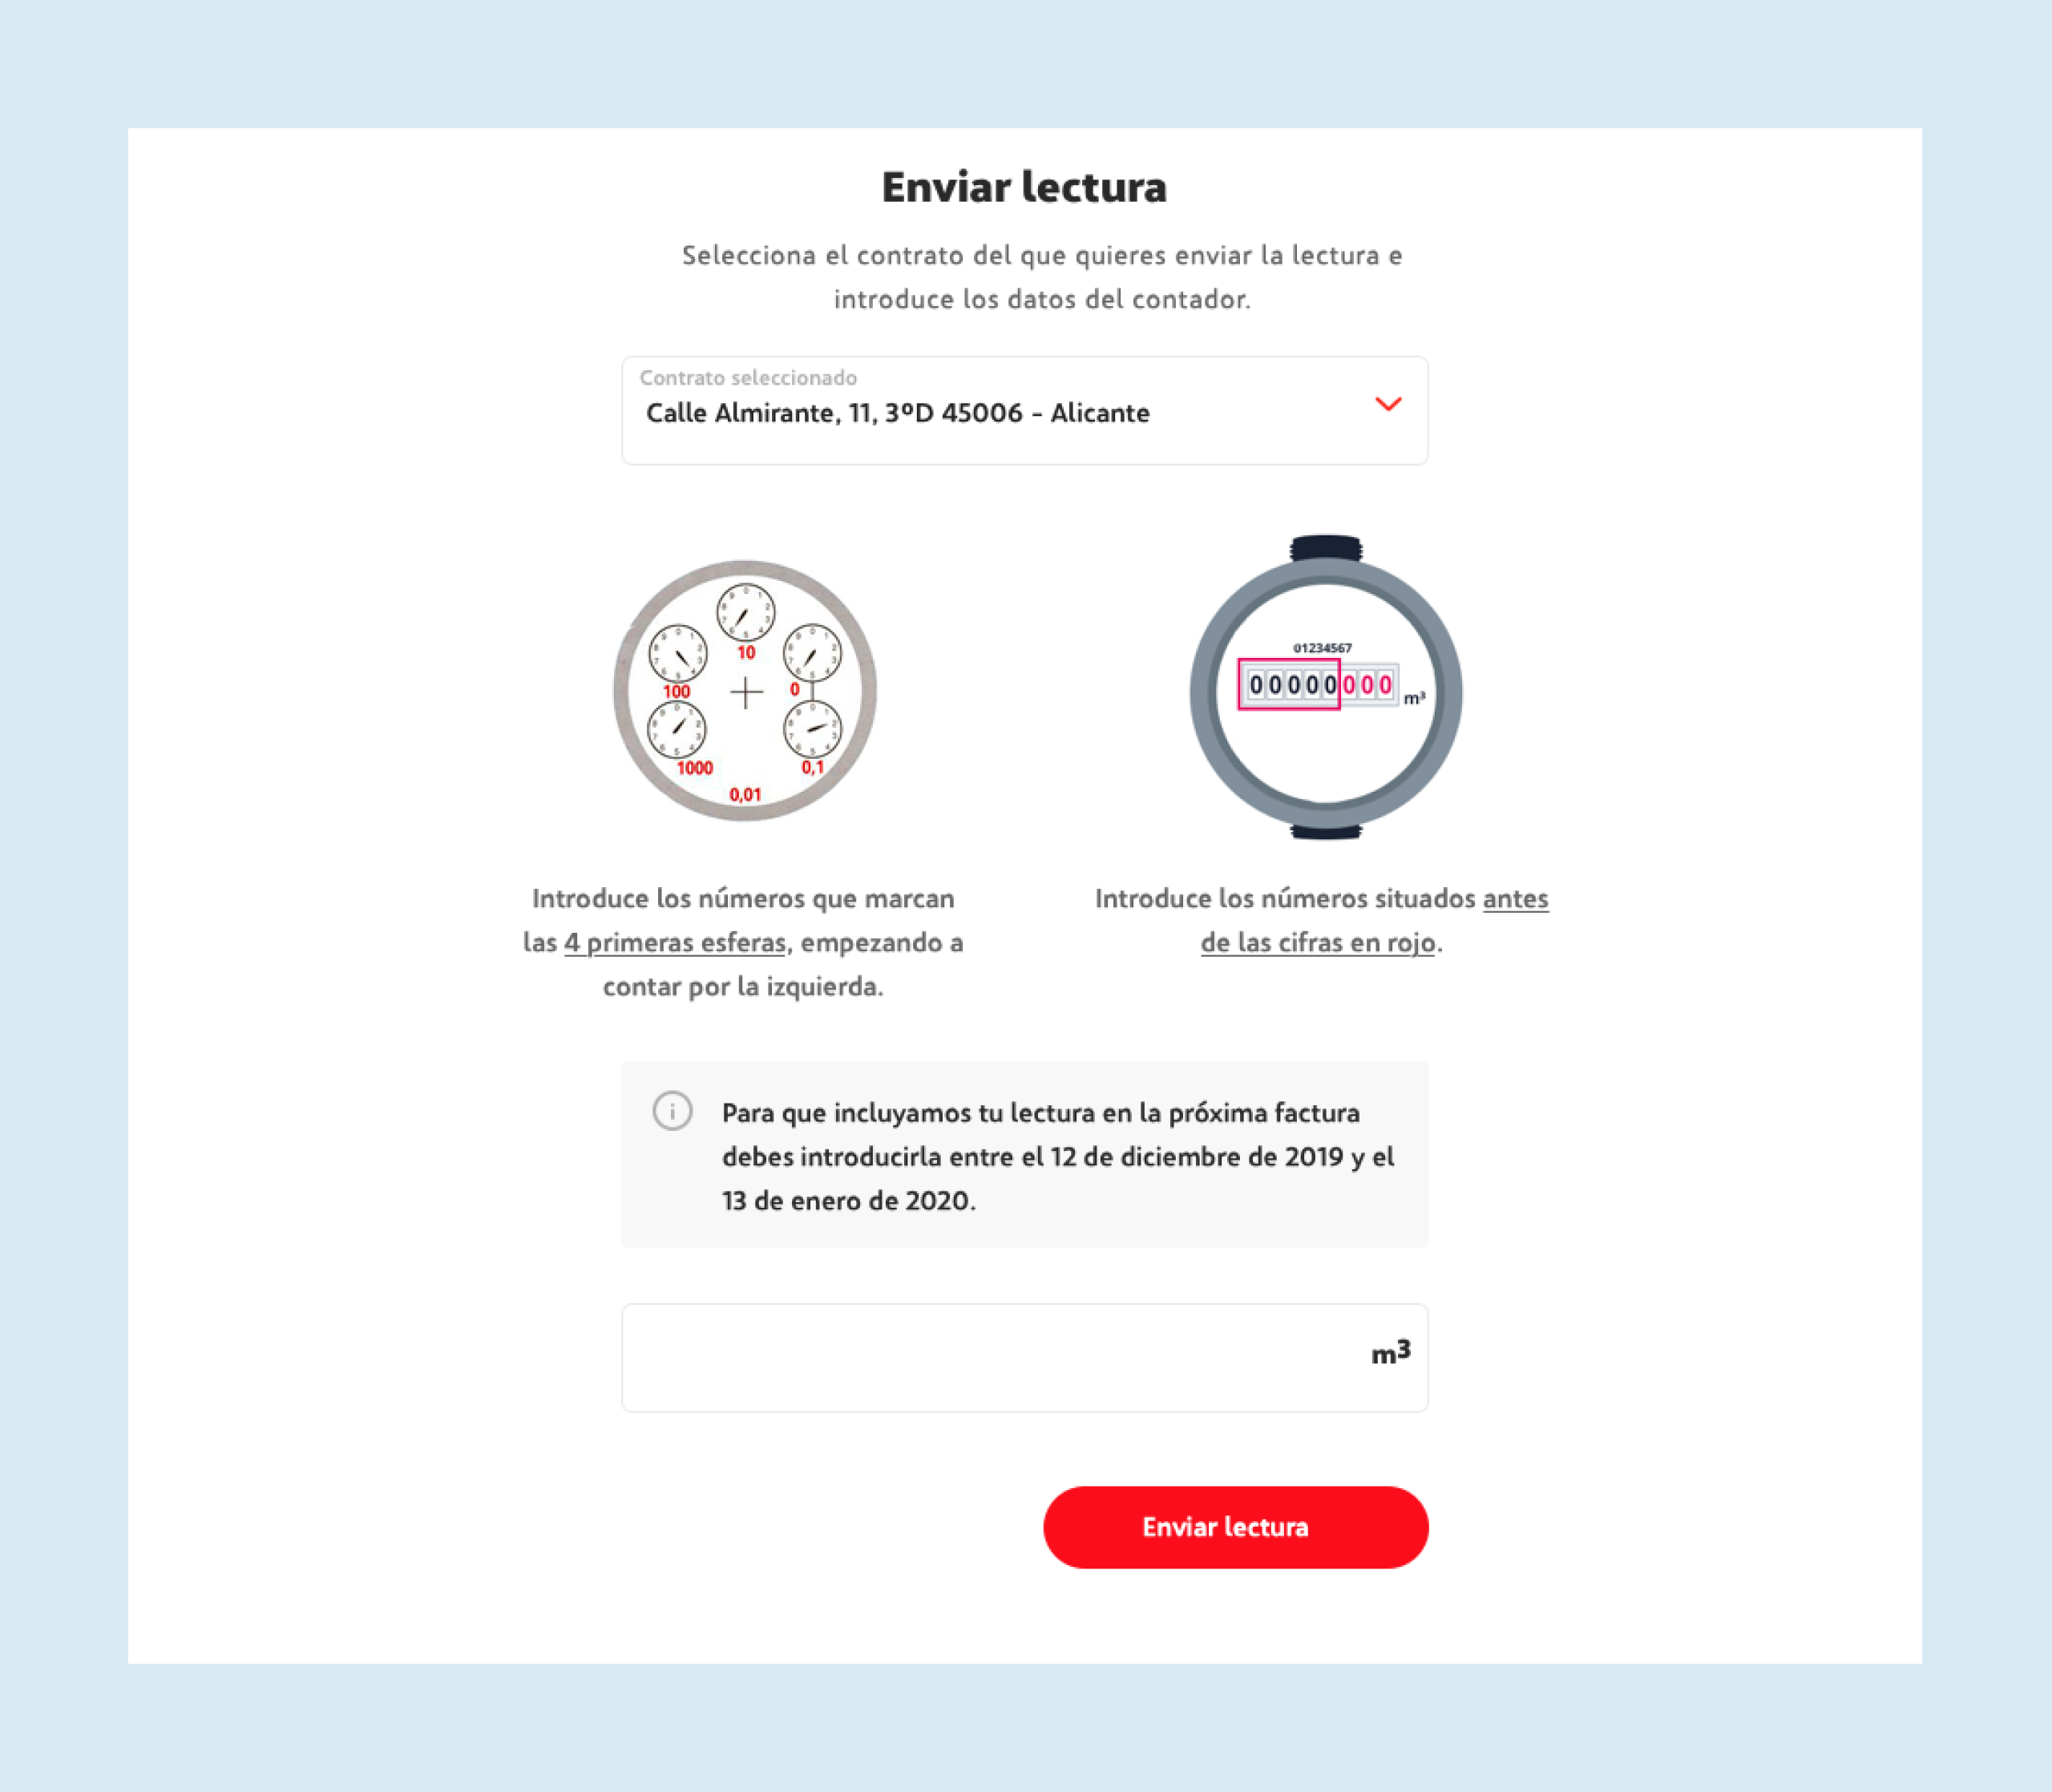 Enviar lectura
Selecciona el contrato del que quieres enviar la lectura e
introduce los datos del contador.
Contrato seleccionado
Calle Almirante, 11, 3ºD 45006 - Alicante
10
100
0
1000
0,1
0,01
01234567
00000000
m³
Introduce los números que marcan
las 4 primeras esferas, empezando a
contar por la izquierda.
Introduce los números situados antes
de las cifras en rojo.
i
Para que incluyamos tu lectura en la próxima factura
debes introducirla entre el 12 de diciembre de 2019 y el
13 de enero de 2020.
m³
Enviar lectura